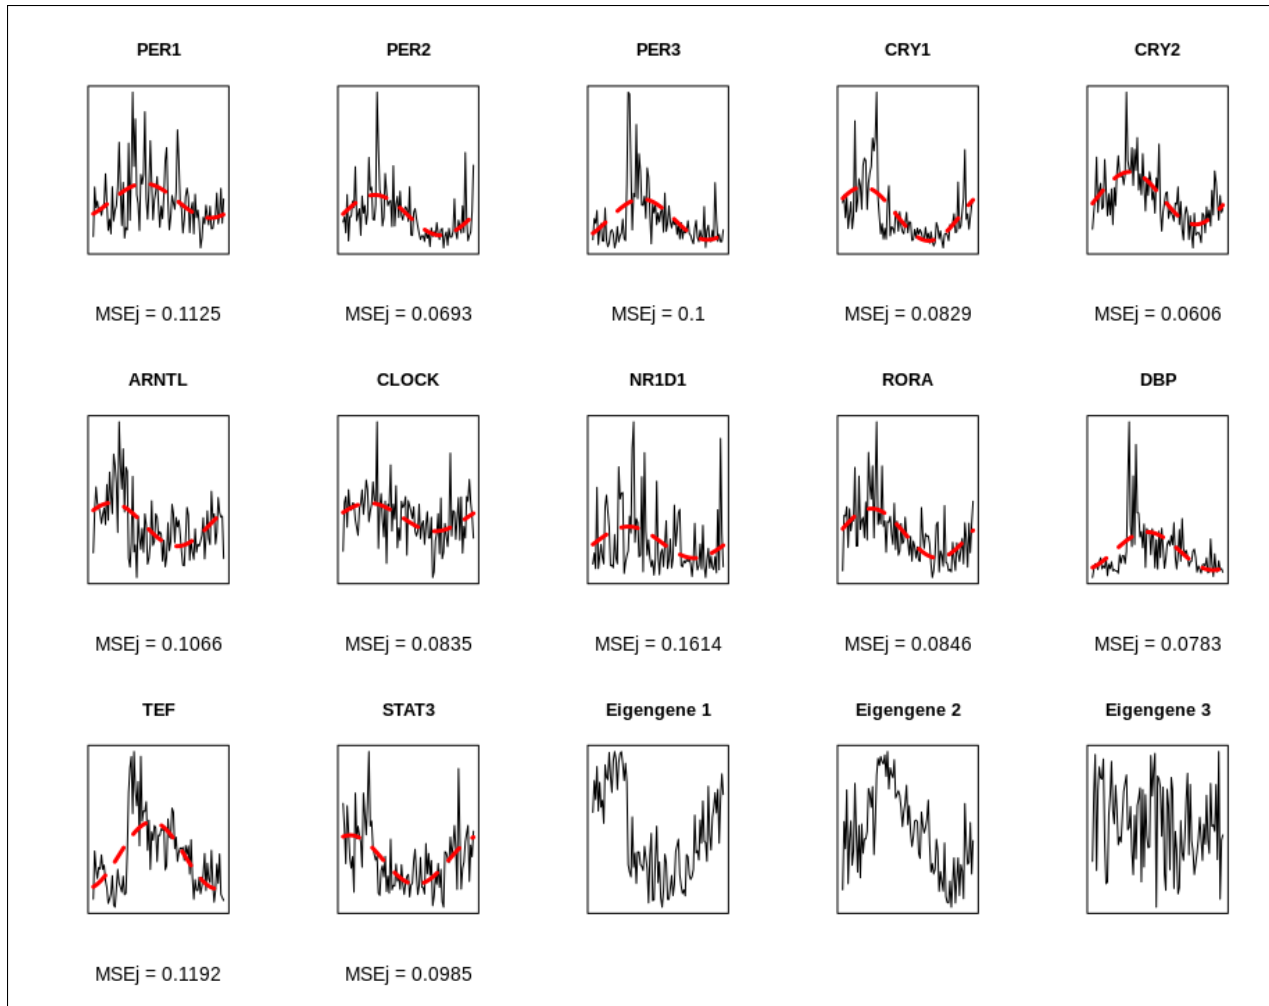 PER1 PER2 PER3 CRY1 CRY2
MSEj = 0.1125 MSEj = 0.0693 MSEj = 0.1 MSEj = 0.0829 MSEj = 0.0606
ARNTL CLOCK NR1D1 RORA DBP
MSEj = 0.1066 MSEj = 0.0835 MSEj = 0.1614 MSEj = 0.0846 MSEj = 0.0783
TEF STAT3 Eigengene 1 Eigengene 2 Eigengene 3
MSEj = 0.1192 MSEj = 0.0985